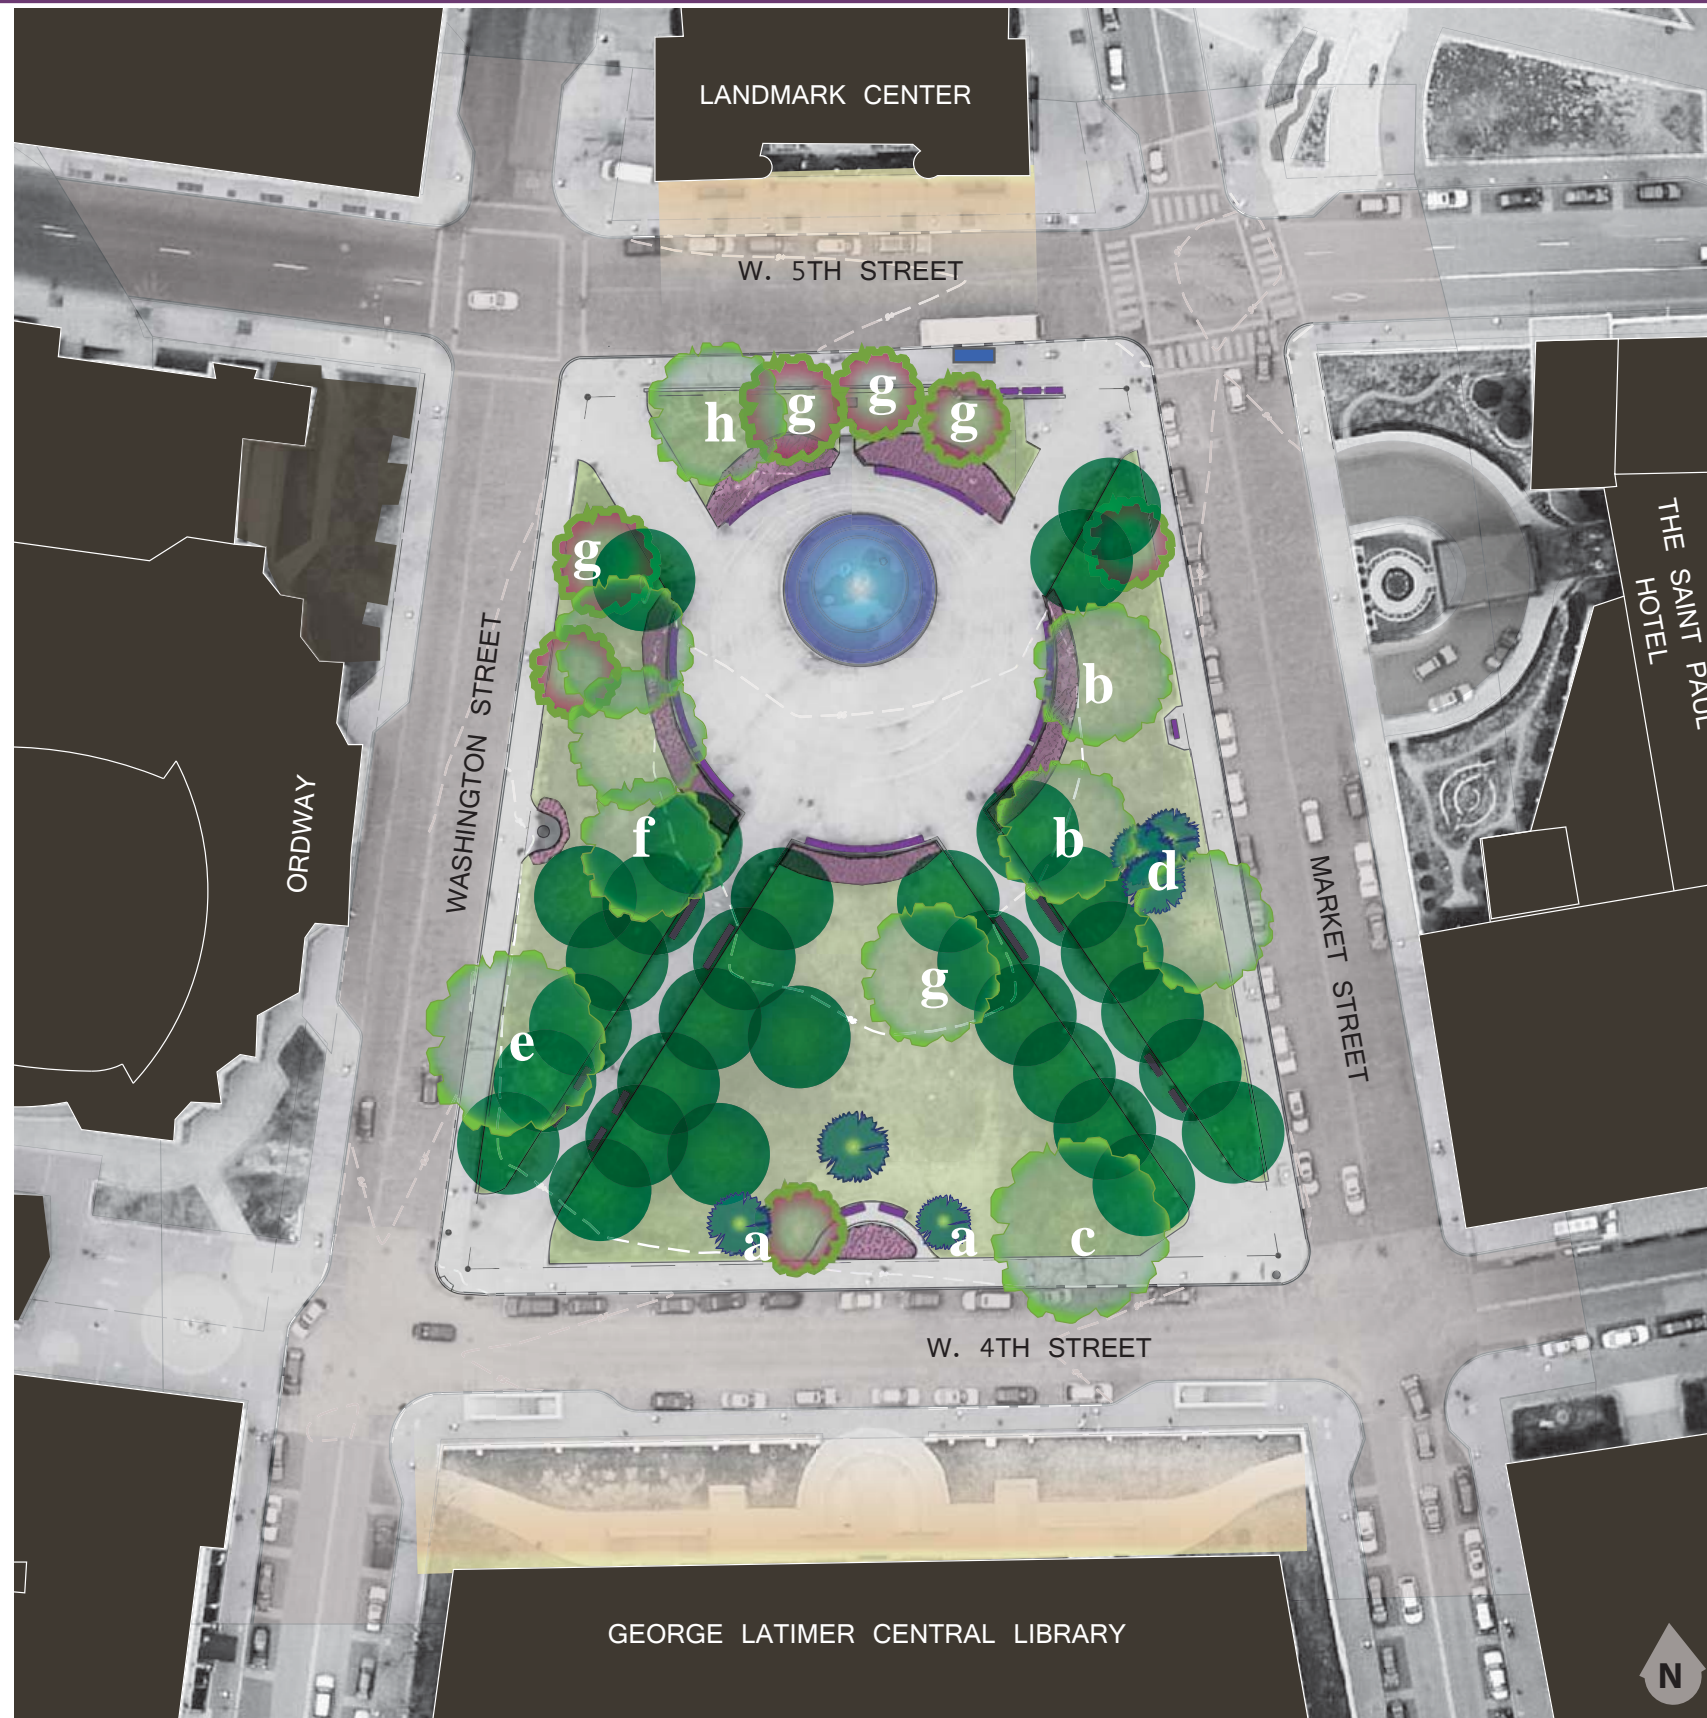 LANDMARK CENTER
W. 5TH STREET
h
g
g
g
g
THE SAINT PAUL
HOTEL
WASHINGTON STREET
b
ORDWAY
f
b
d
MARKET STREET
g
e
a
a
c
W. 4TH STREET
GEORGE LATIMER CENTRAL LIBRARY
N